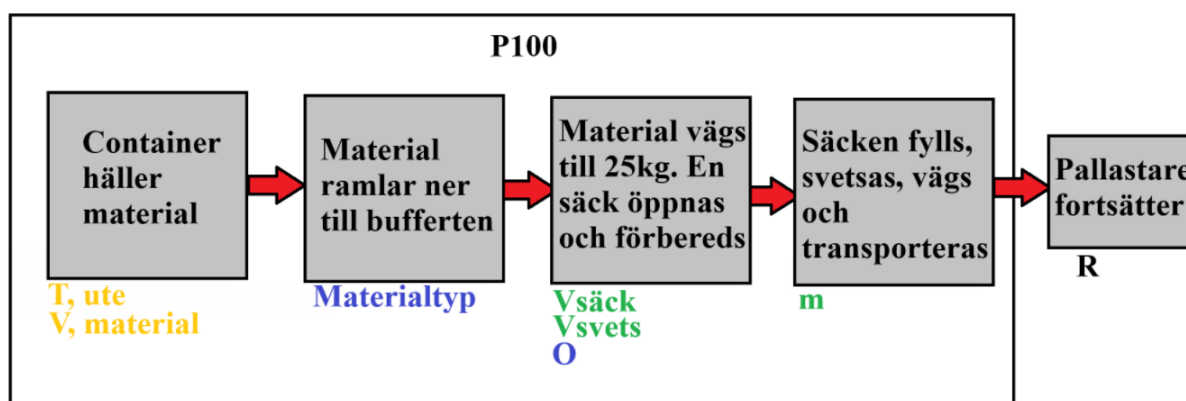 P100
Container
häller
material
T, ute
V, material
Material
ramlar ner
till bufferten
Materialtyp
Material vägs
till 25kg. En
säck öppnas
och förbereds
Vsäck
Vsvets
O
Säcken fylls,
svetsas, vägs
och
transporteras
m
Pallastare
fortsätter
R